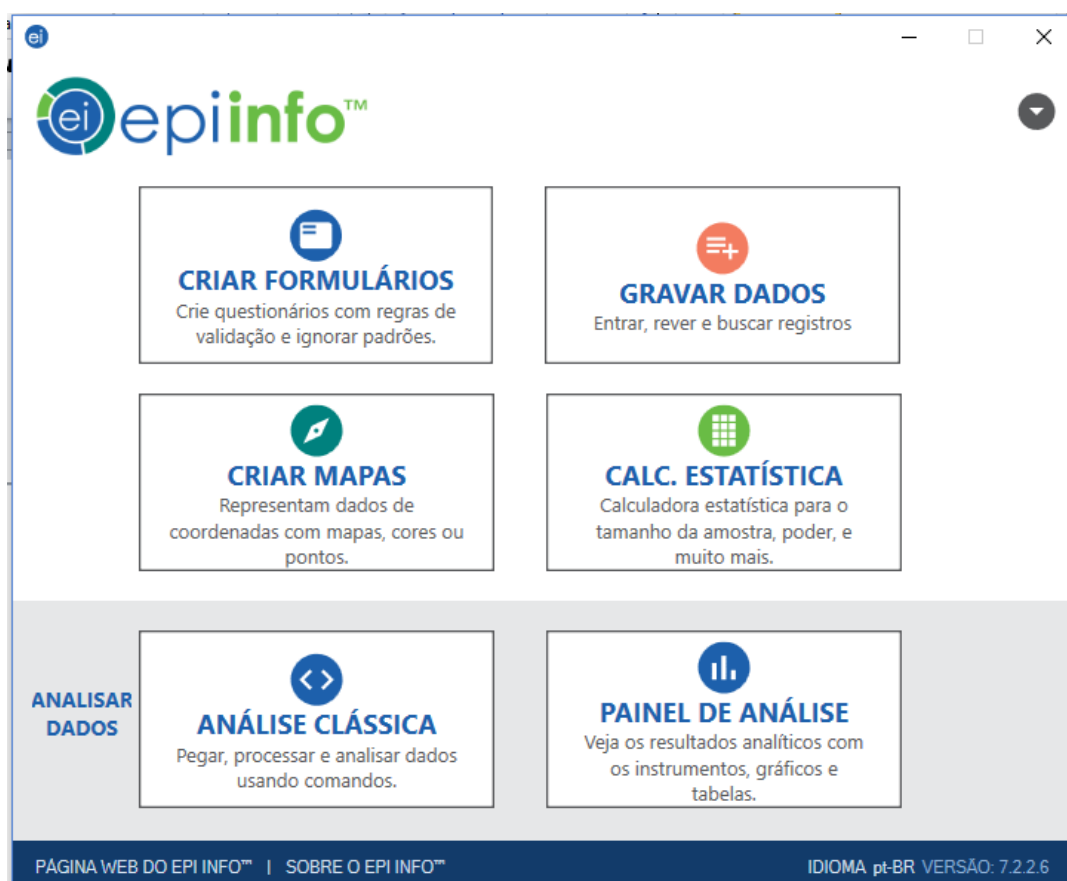 ei
ei epiinfo™
CRIAR FORMULÁRIOS
Crie questionários com regras de
validação e ignorar padrões.
GRAVAR DADOS
Entrar, rever e buscar registros
CRIAR MAPAS
Representam dados de
coordenadas com mapas, cores ou
pontos.
CALC. ESTATÍSTICA
Calculadora estatística para o
tamanho da amostra, poder, e
muito mais.
ANALISAR
DADOS
ANÁLISE CLÁSSICA
Pegar, processar e analisar dados
usando comandos.
PAINEL DE ANÁLISE
Veja os resultados analíticos com
os instrumentos, gráficos e
tabelas.
PÁGINA WEB DO EPI INFO™ | SOBRE O EPI INFO™
IDIOMA pt-BR VERSÃO: 7.2.2.6